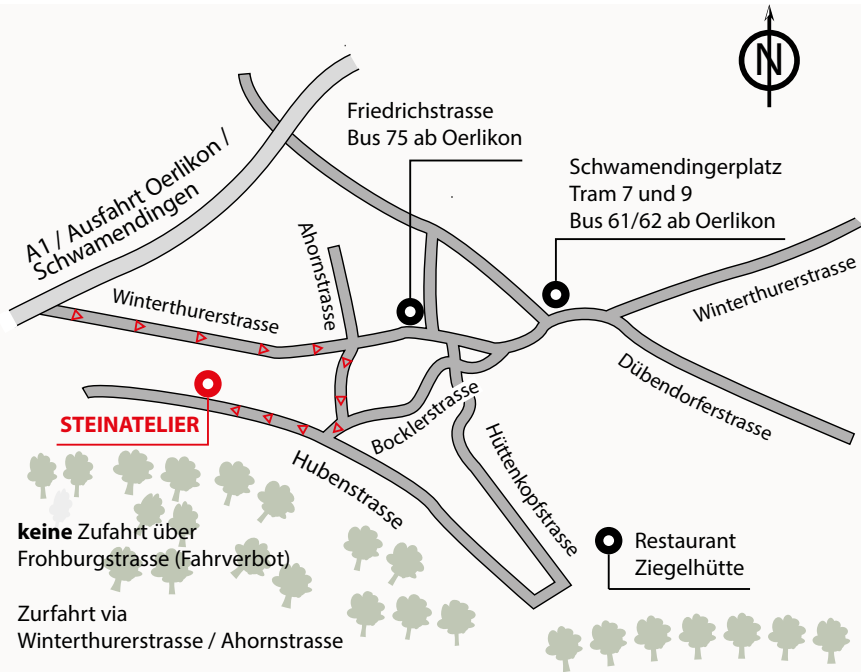 N
Friedrichstrasse
Bus 75 ab Oerlikon
Schwamendingerplatz
Tram 7 und 9
Bus 61/62 ab Oerlikon
A1 / Ausfahrt Oerlikon /
Schwamendingen
Ahornstrasse
Winterthurerstrasse
Winterthurerstrasse
Dübendorferstrasse
STEINATELIER
Bocklerstrasse
Hubenstrasse
Hüttenkopfstrasse
keine Zufahrt über
Frohburgstrasse (Fahrverbot)
Restaurant
Ziegelhütte
Zurfahrt via
Winterthurerstrasse / Ahornstrasse